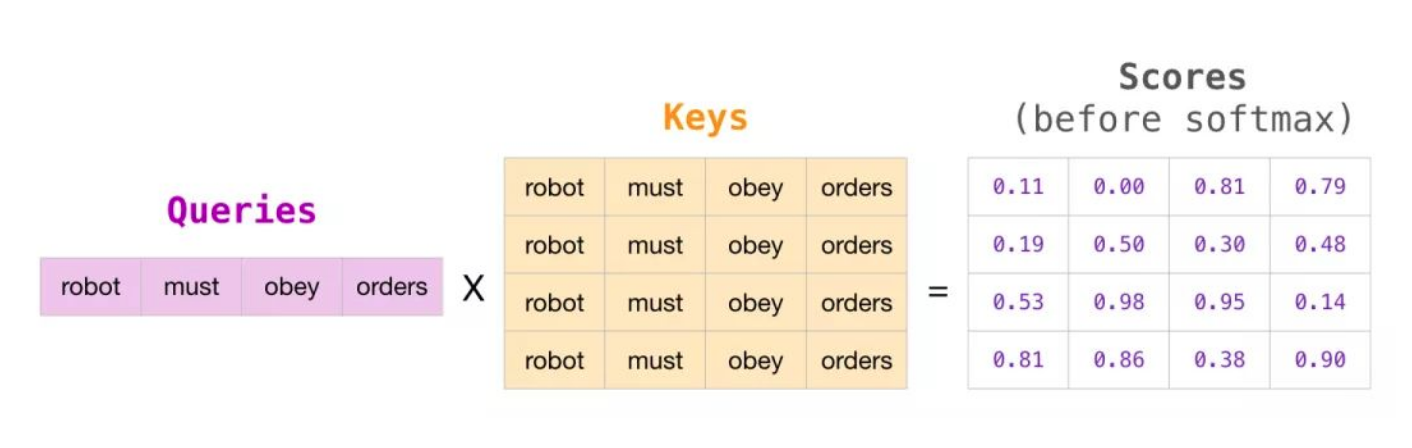 Scores
(before softmax)
Keys
Queries
robot must obey orders
X
robot must obey orders
robot must obey orders
robot must obey orders
robot must obey orders
=
0.11 0.00 0.81 0.79
0.19 0.50 0.30 0.48
0.53 0.98 0.95 0.14
0.81 0.86 0.38 0.90